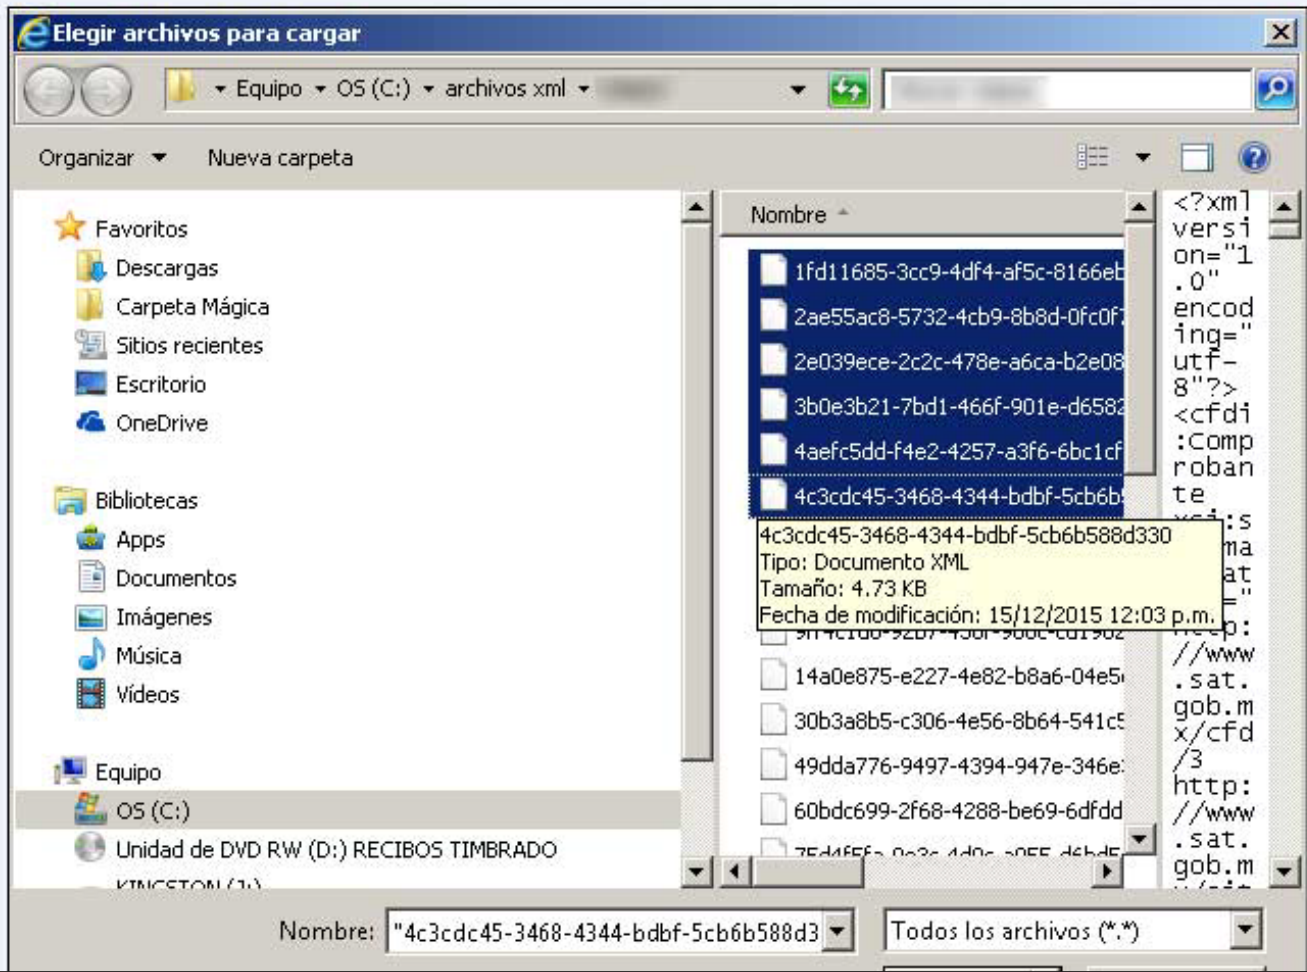 Elegir archivos para cargar
Equipo OS (C:) archivos xml
Organizar Nueva carpeta
Favoritos
Descargas
Carpeta Mágica
Sitios recientes
Escritorio
OneDrive
Bibliotecas
Apps
Documentos
Imágenes
Música
Vídeos
Equipo
OS (C:)
Unidad de DVD RW (D:) RECIBOS TIMBRADO
KINGSTON (J:)
Nombre
1fd11685-3cc9-4df4-af5c-8166eb
2ae55ac8-5732-4cb9-8b8d-0fc0f7
2e039ece-2c2c-478e-a6ca-b2e08
3b0e3b21-7bd1-466f-901e-d6582
4aefc5dd-f4e2-4257-a3f6-6bc1cf
4c3cdc45-3468-4344-bdbf-5cb6b
4c3cdc45-3468-4344-bdbf-5cb6b588d330
Tipo: Documento XML
Tamaño: 4.73 KB
Fecha de modificación: 15/12/2015 12:03 p.m.
14a0e875-e227-4e82-b8a6-04e5
30b3a8b5-c306-4e56-8b64-541c5
49dda776-9497-4394-947e-346e
60bdc699-2f68-4288-be69-6dfdd
<?xml
versi
on="1
.0"
encod
ing="
utf-
8"?>
<cfdi
:Comp
roban
te
:s
ma
at
="
p:
//www
.sat.
gob.m
x/cfd
/3
http:
//www
.sat.
gob.m
Nombre: "4c3cdc45-3468-4344-bdbf-5cb6b588d3 Todos los archivos (*.*)